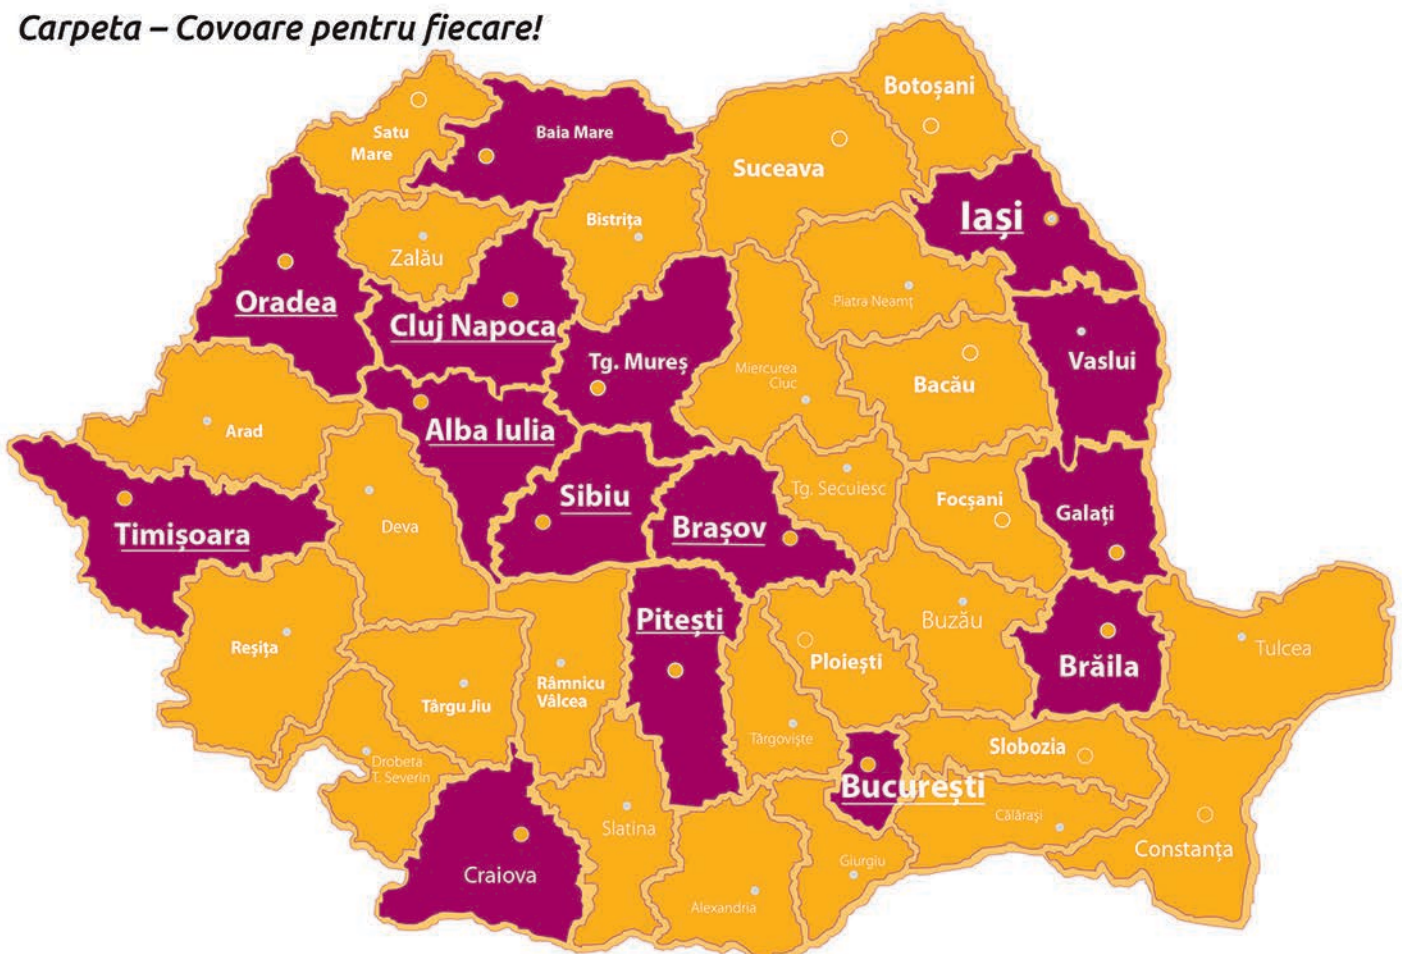 Carpeta – Covoare pentru fiecare!
Botoșani
Satu
Mare
Baia Mare
Suceava
Iași
Bistrița
Zalău
Oradea
Cluj Napoca
Piatra Neamț
Tg. Mureș
Miercurea
Ciuc
Bacău
Vaslui
Arad
Alba Iulia
Timișoara
Deva
Sibiu
Brașov
Tg. Secuiesc
Focșani
Galați
Reșița
Târgu Jiu
Râmnicu
Vâlcea
Pitești
Ploiești
Buzău
Brăila
Tulcea
Drobeta
T. Severin
Târgoviște
București
Slobozia
Călărași
Constanța
Craiova
Slatina
Alexandria
Giurgiu